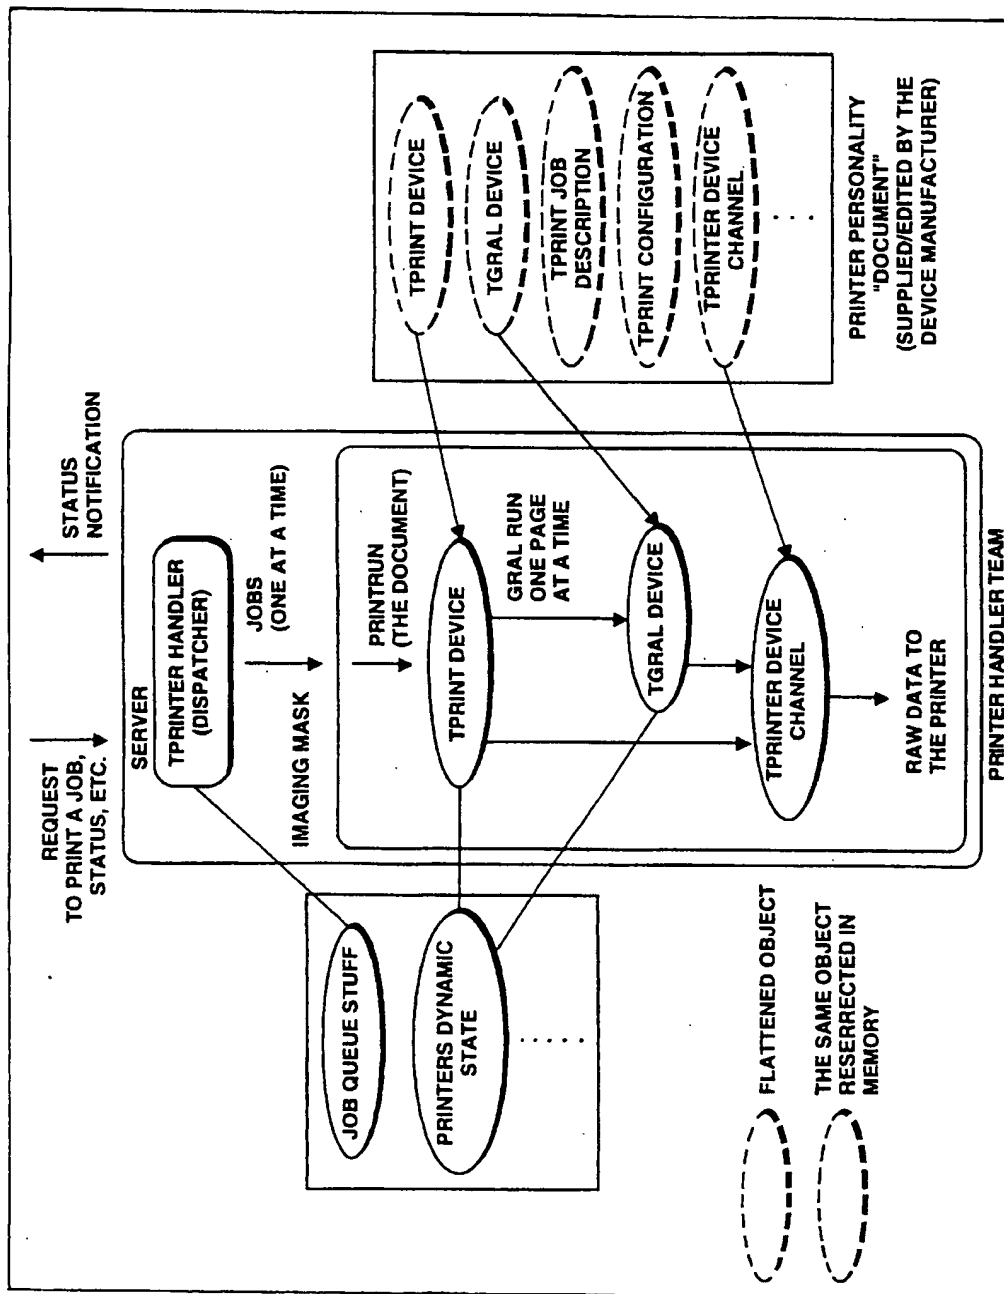 REQUEST
TO PRINT A JOB,
STATUS, ETC.
STATUS
NOTIFICATION
SERVER
TPRINTER HANDLER
(DISPATCHER)
JOBS
(ONE AT A TIME)
IMAGING MASK
PRINTRUN
(THE DOCUMENT)
TPRINT DEVICE
GRAL RUN
ONE PAGE
AT A TIME
TGRAL DEVICE
TPRINTER DEVICE
CHANNEL
RAW DATA TO
THE PRINTER
PRINTER HANDLER TEAM
JOB QUEUE STUFF
PRINTERS DYNAMIC
STATE
.....
TPRINT DEVICE
TGRAL DEVICE
TPRINT JOB
DESCRIPTION
TPRINT CONFIGURATION
TPRINTER DEVICE
CHANNEL
....
PRINTER PERSONALITY
"DOCUMENT"
(SUPPLIED/EDITED BY THE
DEVICE MANUFACTURER)
FLATTENED OBJECT
THE SAME OBJECT
RESERRECTED IN
MEMORY